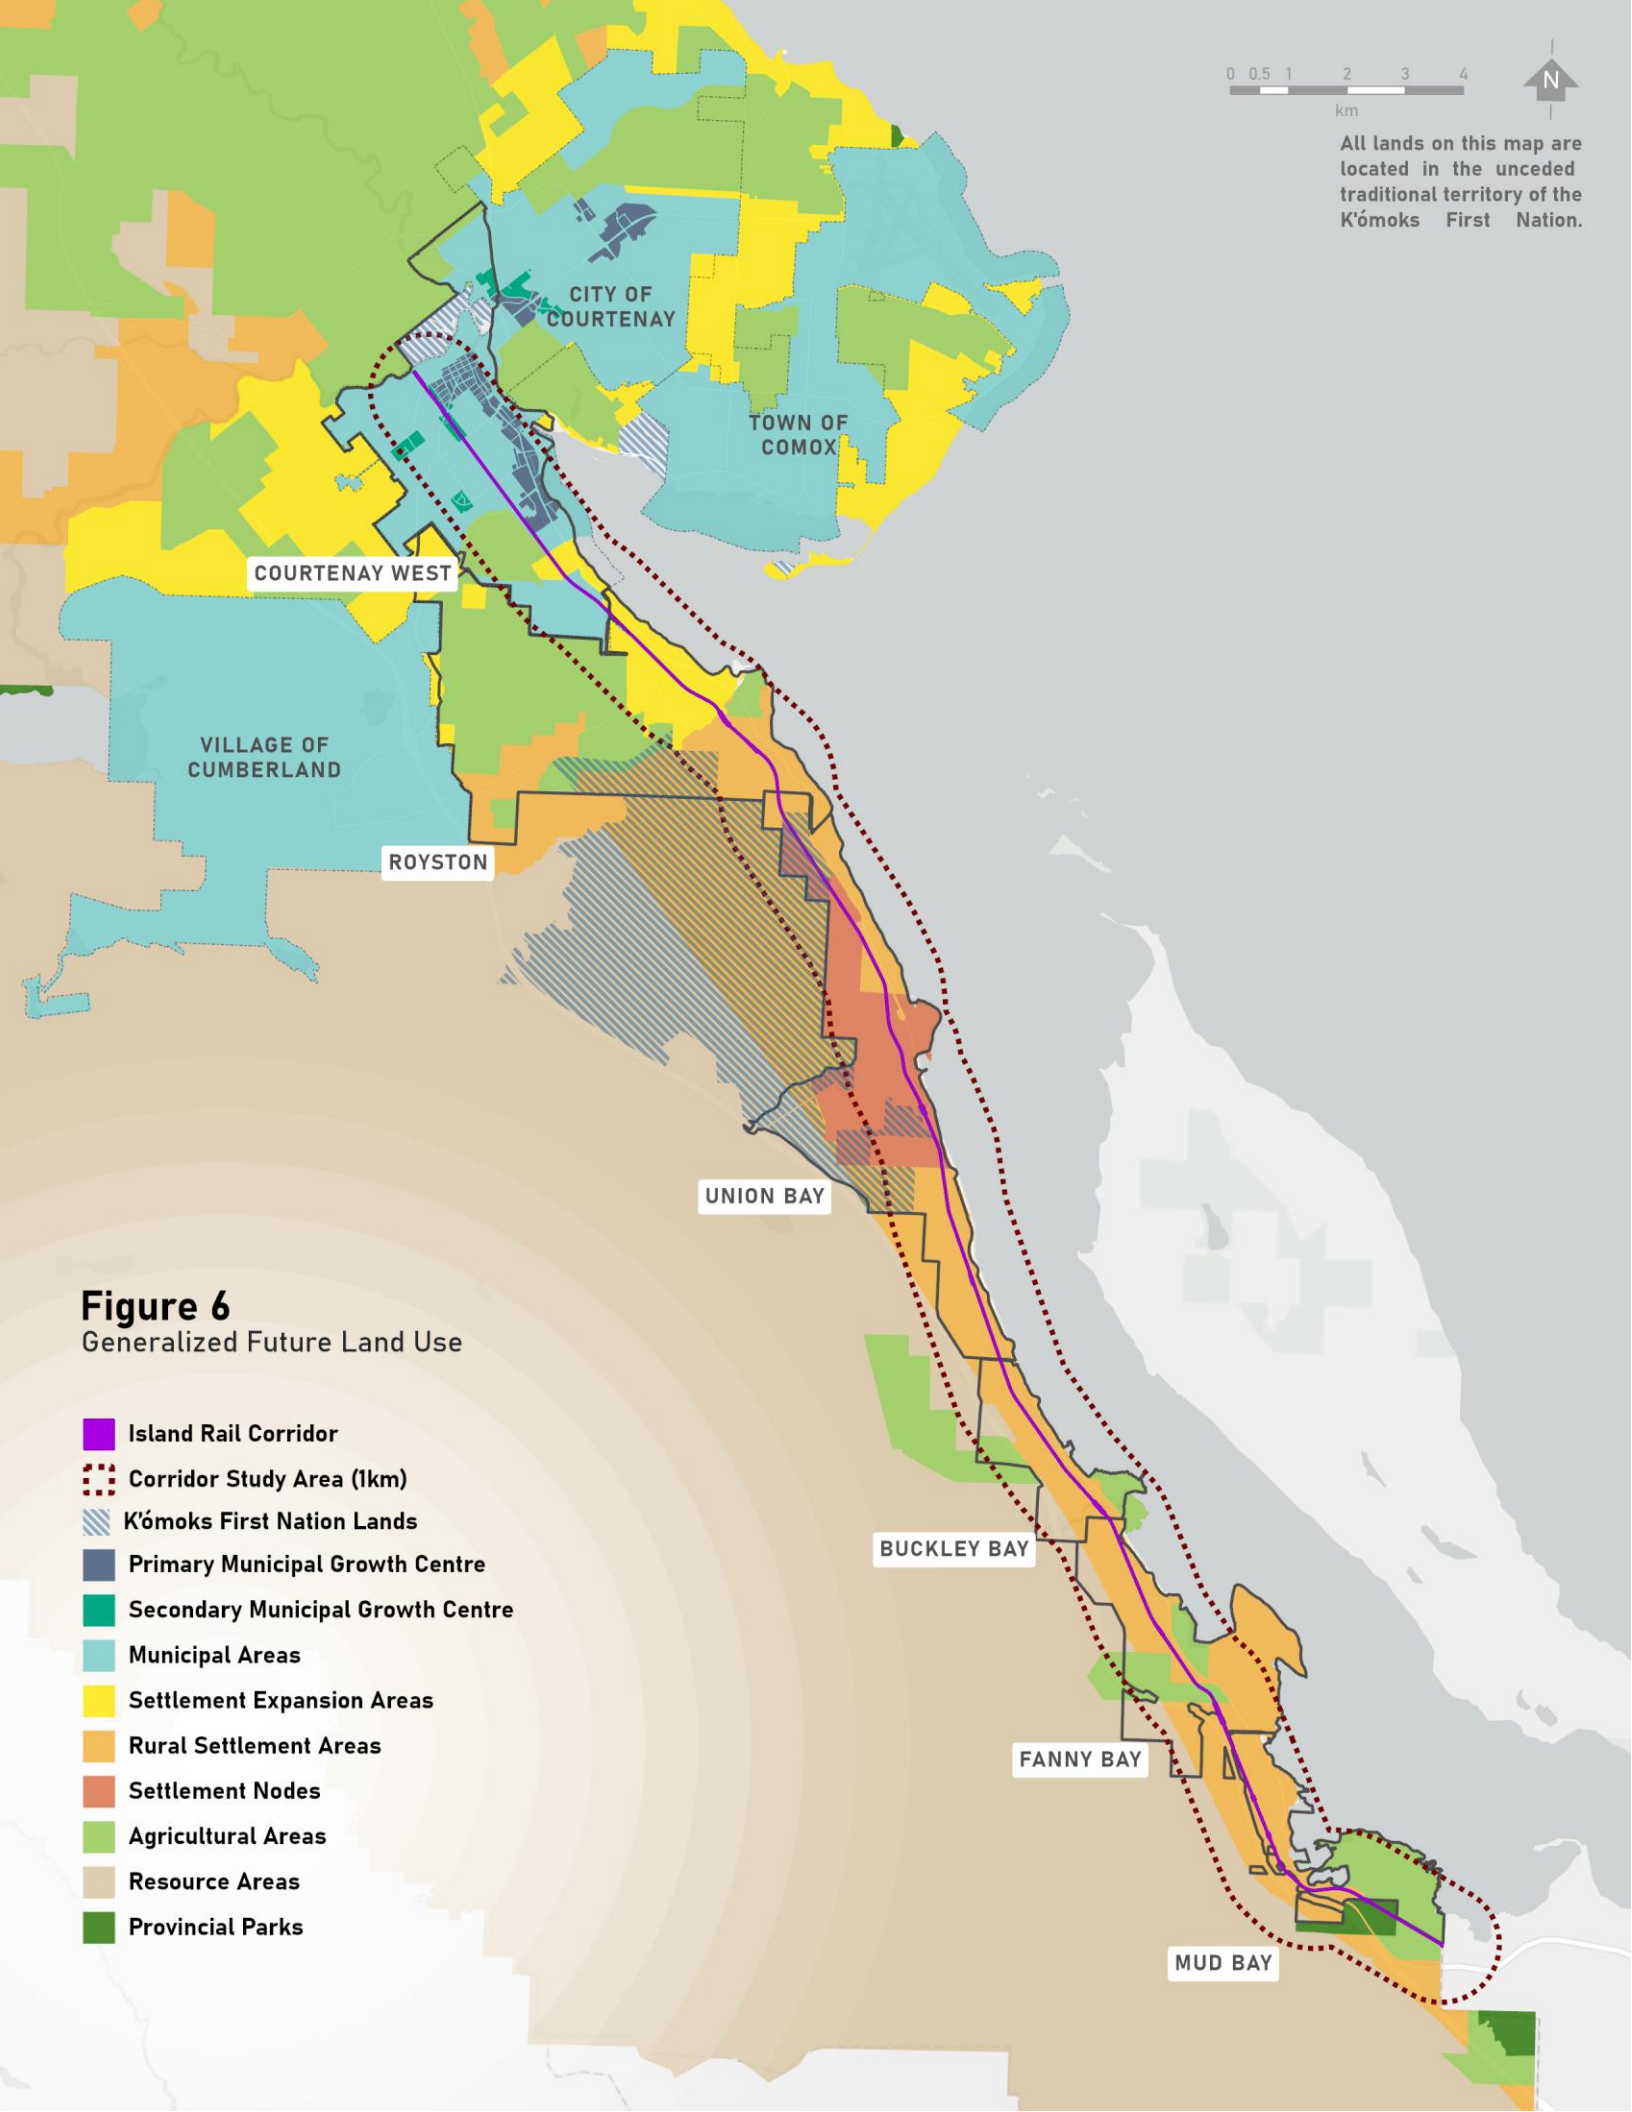 0 0.5 1 2 3 4
km
N
All lands on this map are
located in the unceded
traditional territory of the
K'ómoks First Nation.
CITY OF
COURTENAY
TOWN OF
COMOX
COURTENAY WEST
VILLAGE OF
CUMBERLAND
ROYSTON
UNION BAY
BUCKLEY BAY
FANNY BAY
MUD BAY
Figure 6
Generalized Future Land Use
Island Rail Corridor
Corridor Study Area (1km)
K'ómoks First Nation Lands
Primary Municipal Growth Centre
Secondary Municipal Growth Centre
Municipal Areas
Settlement Expansion Areas
Rural Settlement Areas
Settlement Nodes
Agricultural Areas
Resource Areas
Provincial Parks